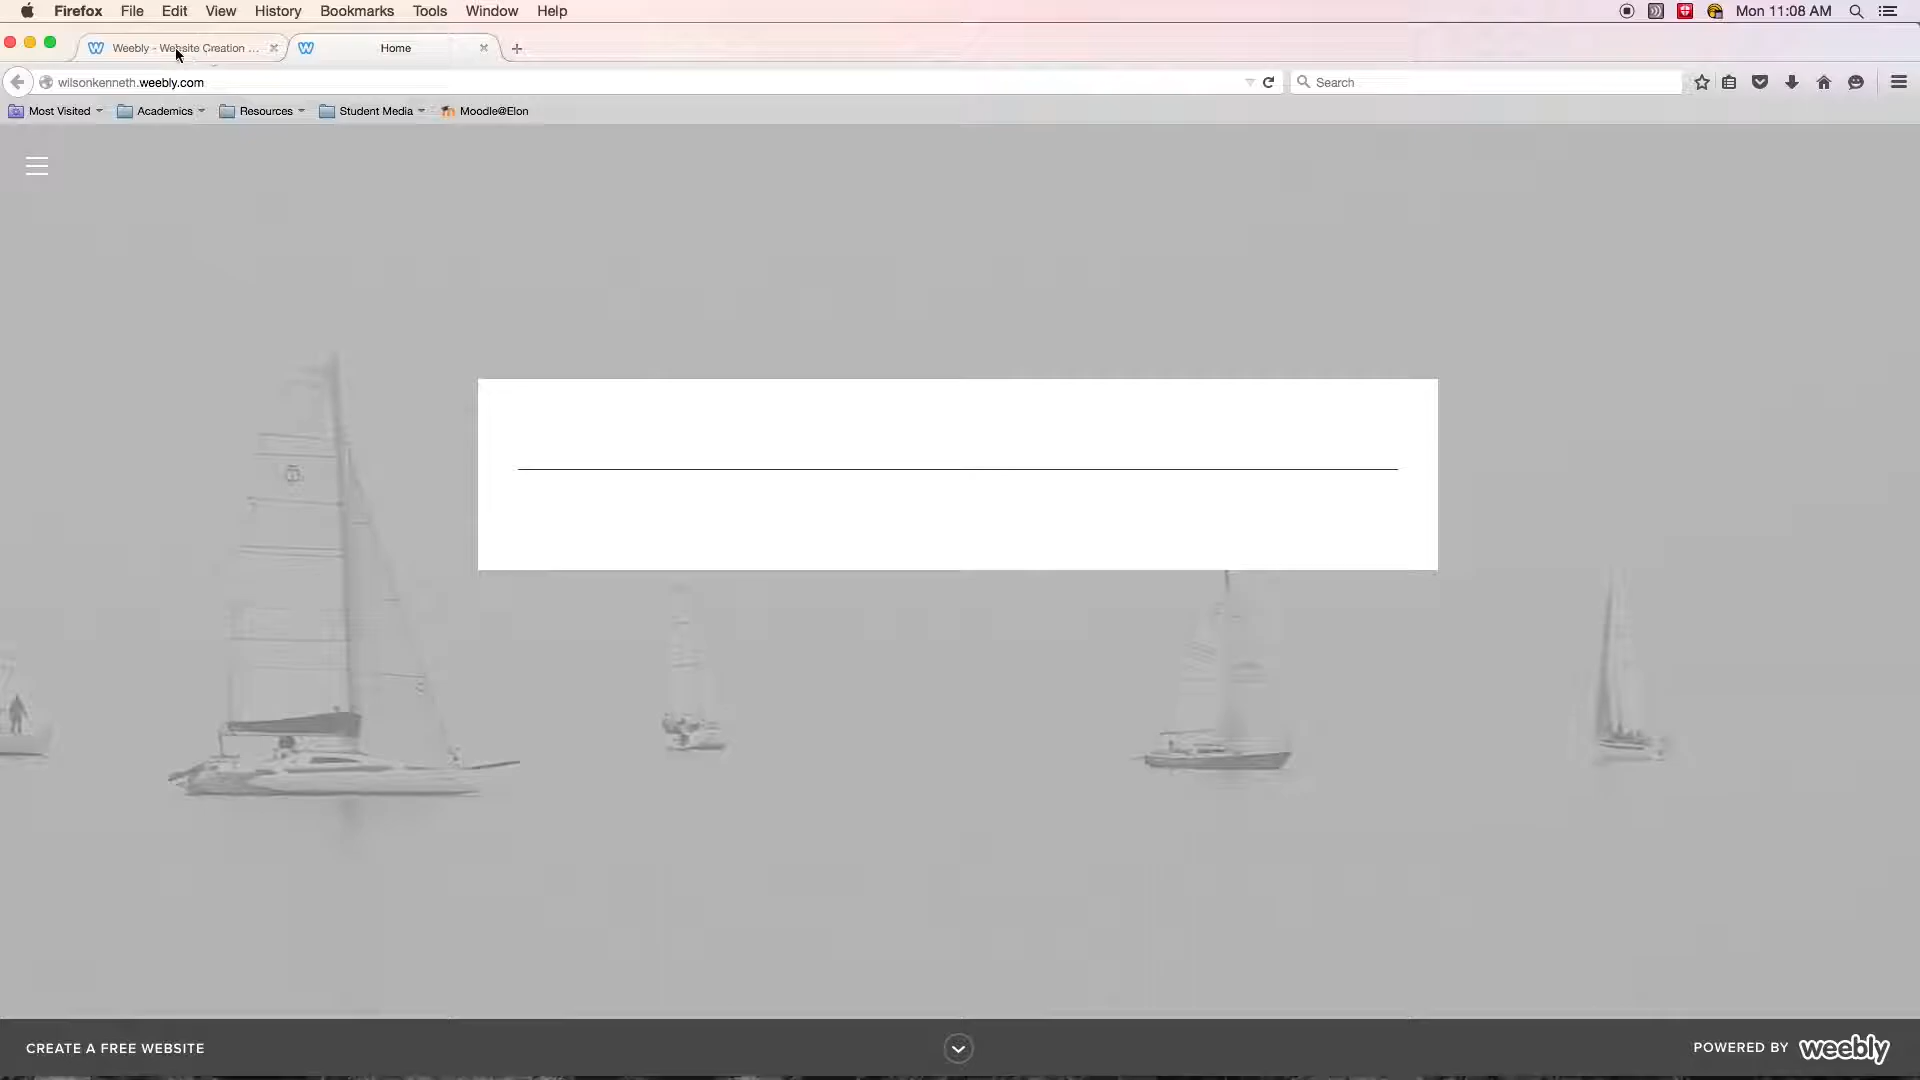 Firefox File Edit View History Bookmarks Tools Window Help Mon 11:08 AM
Weebly - Website Creation ... Home
wilsonkenneth.weebly.com Search
Most Visited Academics Resources Student Media Moodle@Elon
CREATE A FREE WEBSITE POWERED BY weebly